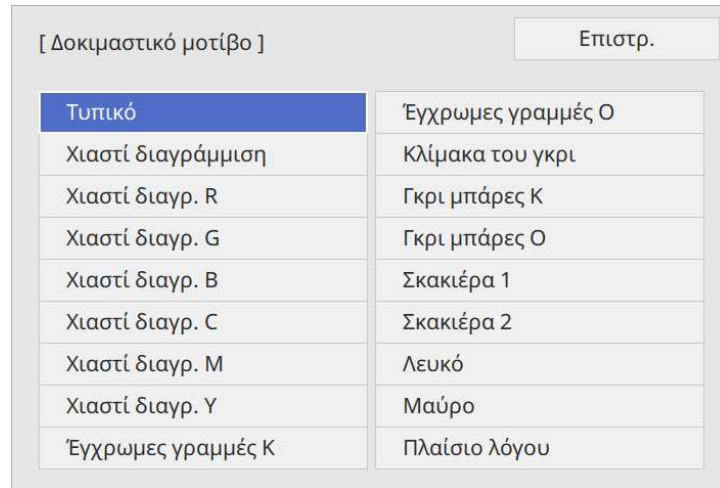 [ Δοκιμαστικό μοτίβο ]
Επιστρ.
Τυπικό
Χιαστί διαγράμμιση
Χιαστί διαγρ. R
Χιαστί διαγρ. G
Χιαστί διαγρ. B
Χιαστί διαγρ. C
Χιαστί διαγρ. M
Χιαστί διαγρ. Y
Έγχρωμες γραμμές Κ
Έγχρωμες γραμμές Ο
Κλίμακα του γκρι
Γκρι μπάρες Κ
Γκρι μπάρες Ο
Σκακιέρα 1
Σκακιέρα 2
Λευκό
Μαύρο
Πλαίσιο λόγου